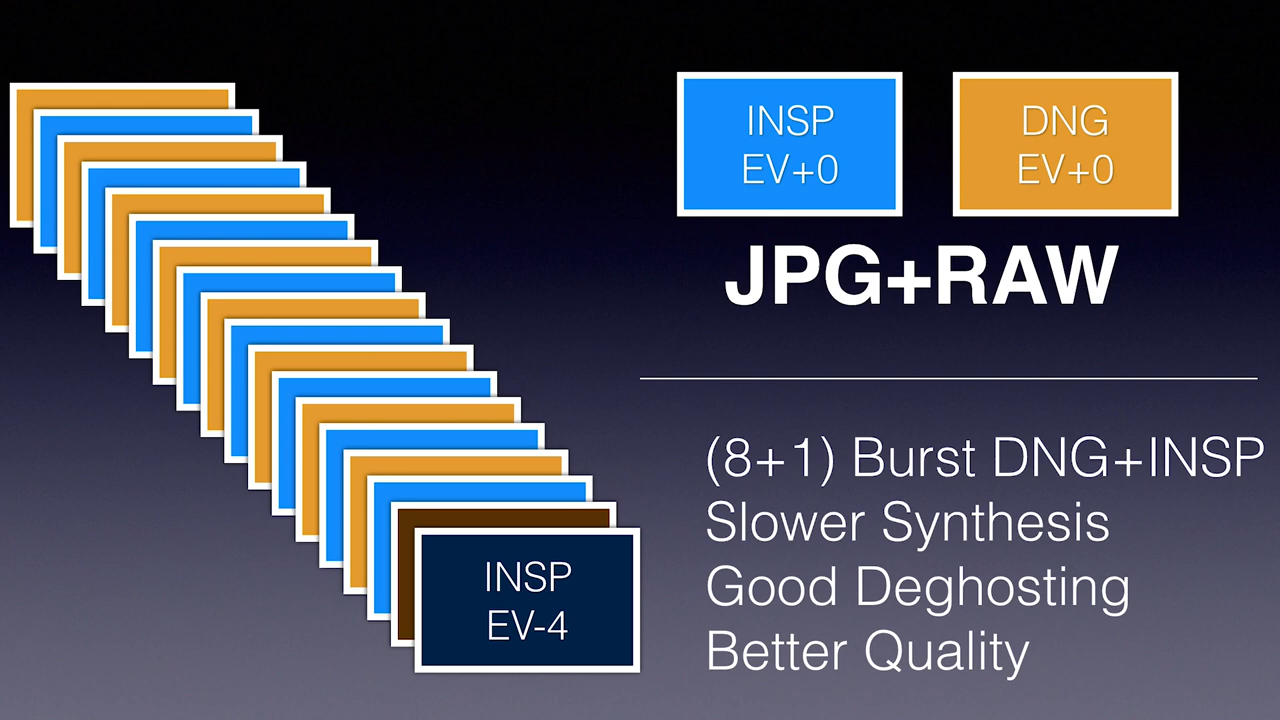 INSP
EV+0
DNG
EV+0
JPG+RAW
(8+1) Burst DNG+INSP
Slower Synthesis
Good Deghosting
Better Quality
INSP
EV-4